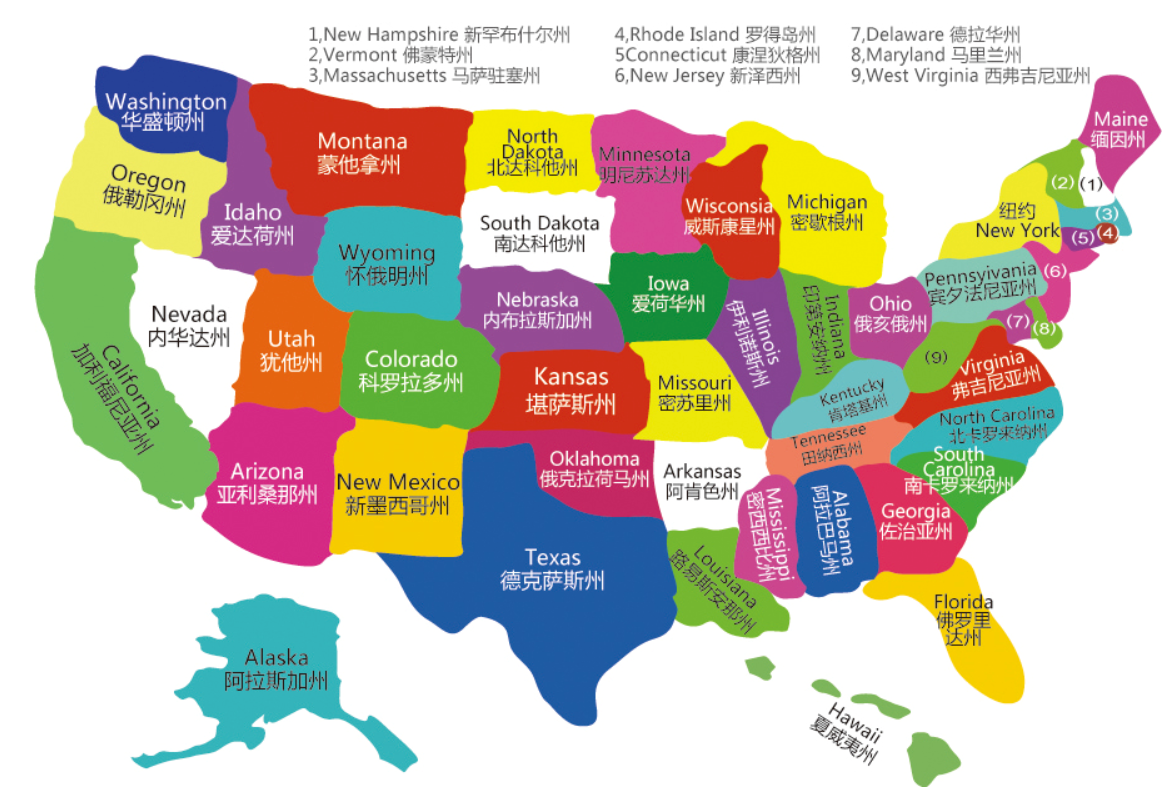 1,New Hampshire 新罕布什尔州
2,Vermont 佛蒙特州
3,Massachusetts 马萨驻塞州
4,Rhode Island 罗得岛州
5Connecticut 康涅狄格州
6,New Jersey 新泽西州
7,Delaware 德拉华州
8,Maryland 马里兰州
9,West Virginia 西弗吉尼亚州
Washington
华盛顿州
Oregon
俄勒冈州
California
加利福尼亚州
Nevada
内华达州
Idaho
爱达荷州
Montana
蒙他拿州
Wyoming
怀俄明州
Utah
犹他州
Colorado
科罗拉多州
Arizona
亚利桑那州
New Mexico
新墨西哥州
North
Dakota
北达科他州
South Dakota
南达科他州
Nebraska
内布拉斯加州
Kansas
堪萨斯州
Oklahoma
俄克拉荷马州
Texas
德克萨斯州
Minnesota
明尼苏达州
Iowa
爱荷华州
Missouri
密苏里州
Arkansas
阿肯色州
Louisiana
路易斯安那州
Wisconsia
威斯康星州
Illinois
伊利诺斯州
Michigan
密歇根州
Indiana
印第安纳州
Ohio
俄亥俄州
Kentucky
肯塔基州
Tennessee
田纳西州
Mississippi
密西西比州
Alabama
阿拉巴马州
Georgia
佐治亚州
Florida
佛罗里
达州
South
Carolina
南卡罗来纳州
North Carolina
北卡罗来纳州
Virginia
弗吉尼亚州
(9)
Pennsyivania
宾夕法尼亚州
纽约
New York
Maine
缅因州
(2)
(1)
(3)
(5)
(4)
(6)
(7)
(8)
Alaska
阿拉斯加州
Hawaii
夏威夷州